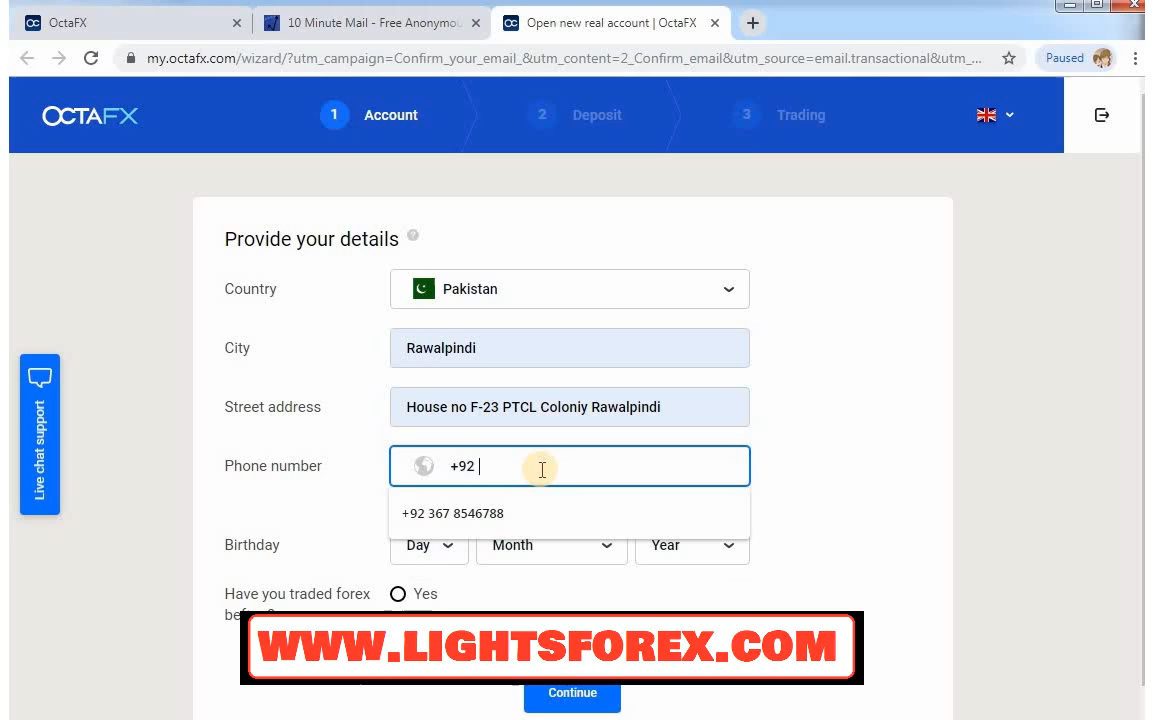 OctaFX
10 Minute Mail - Free Anonymou
Open new real account | OctaFX
my.octafx.com/wizard/?utm_campaign=Confirm_your_email_&utm_content=2_Confirm_email&utm_source=email.transactional&utm_...
Paused
OCTAFX
1 Account
2 Deposit
3 Trading
Provide your details ?
Country
Pakistan
City
Rawalpindi
Street address
House no F-23 PTCL Coloniy Rawalpindi
Phone number
+92
+92 367 8546788
Birthday
Day
Month
Year
Have you traded forex
Yes
WWW.LIGHTSFOREX.COM
Continue
Live chat support